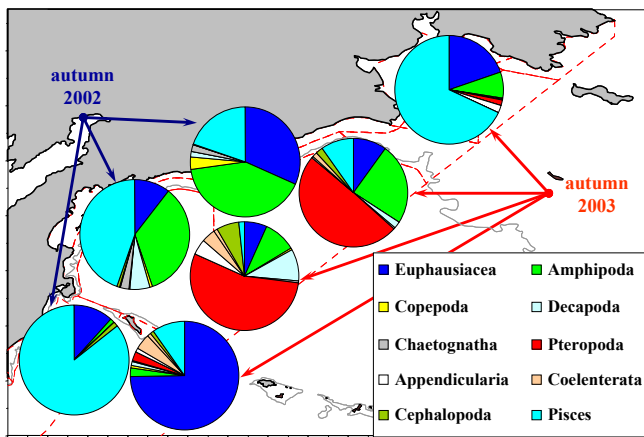 autumn
2002
autumn
2003
Euphausiacea
Amphipoda
Copepoda
Decapoda
Chaetognatha
Pteropoda
Appendicularia
Coelenterata
Cephalopoda
Pisces